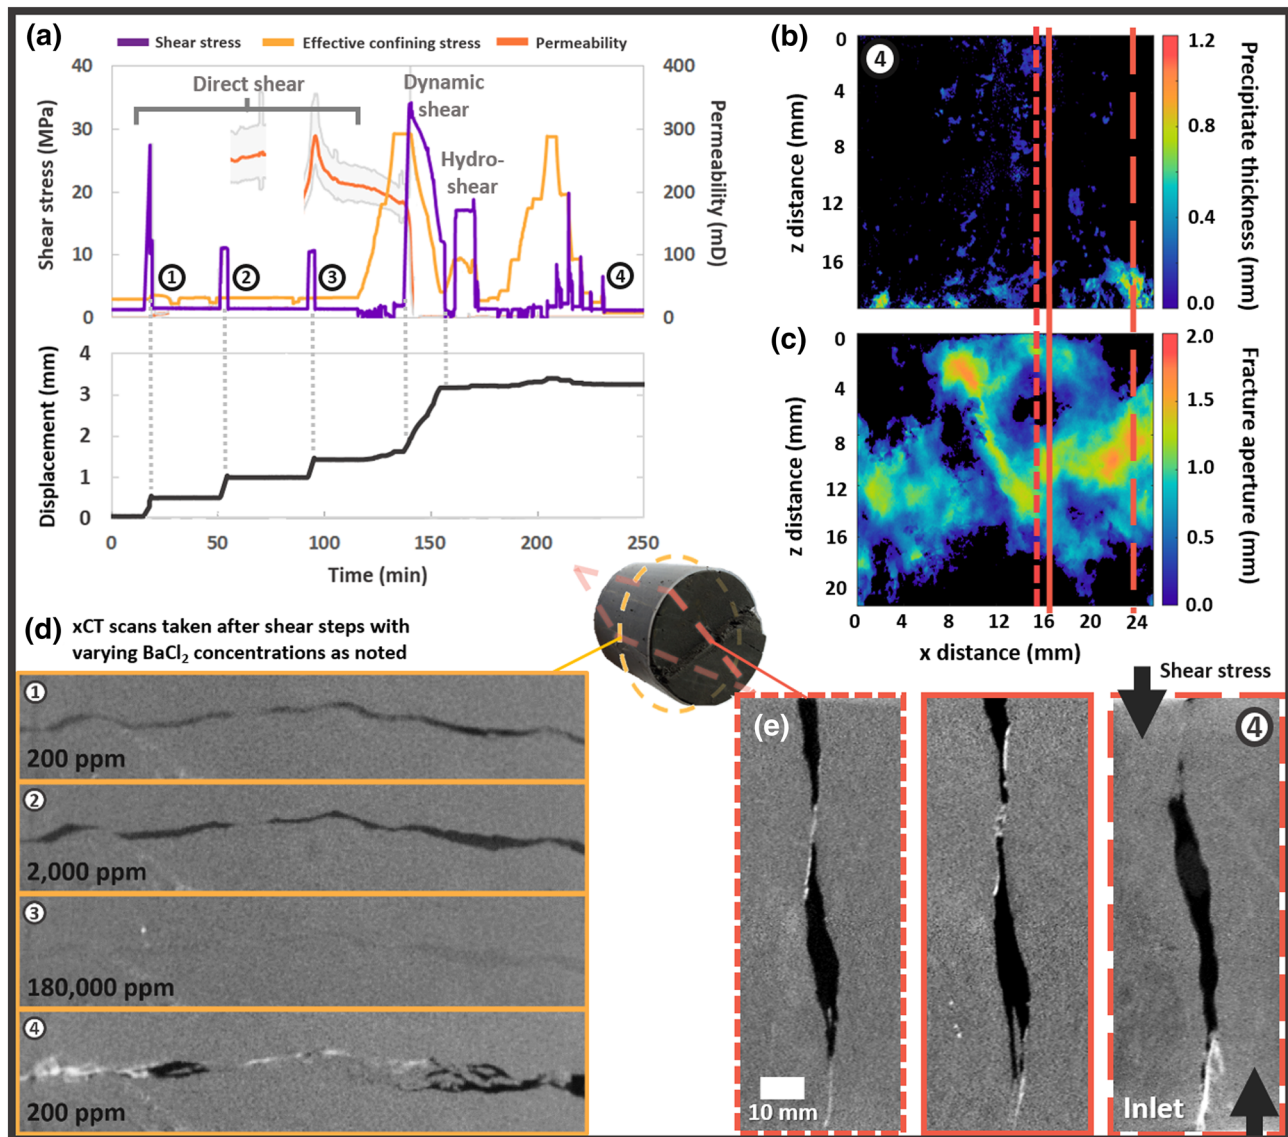 (a)
Shear stress
Effective confining stress
Permeability
Direct shear
Dynamic
shear
Hydro-
shear
Shear stress (MPa)
40
30
20
10
0
Permeability (mD)
400
300
200
100
0
1
2
3
4
Displacement (mm)
4
3
2
1
0
0
50
100
150
200
250
Time (min)
(b)
4
z distance (mm)
0
4
8
12
16
1.2
0.8
0.4
0.0
Precipitate thickness (mm)
(c)
z distance (mm)
0
4
8
12
16
20
2.0
1.5
1.0
0.5
0.0
Fracture aperture (mm)
0
4
8
12
16
20
24
x distance (mm)
(d) xCT scans taken after shear steps with
varying BaCl2 concentrations as noted
1
200 ppm
2
2,000 ppm
3
180,000 ppm
4
200 ppm
(e)
10 mm
Shear stress
4
Inlet